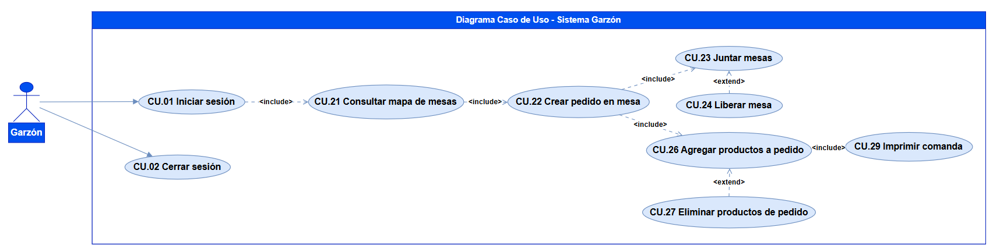 Diagrama Caso de Uso - Sistema Garzón
Garzón
CU.01 Iniciar sesión
<include>
CU.21 Consultar mapa de mesas
<include>
CU.22 Crear pedido en mesa
<include>
CU.23 Juntar mesas
<extend>
CU.24 Liberar mesa
<include>
CU.26 Agregar productos a pedido
<include>
CU.29 Imprimir comanda
<extend>
CU.27 Eliminar productos de pedido
CU.02 Cerrar sesión